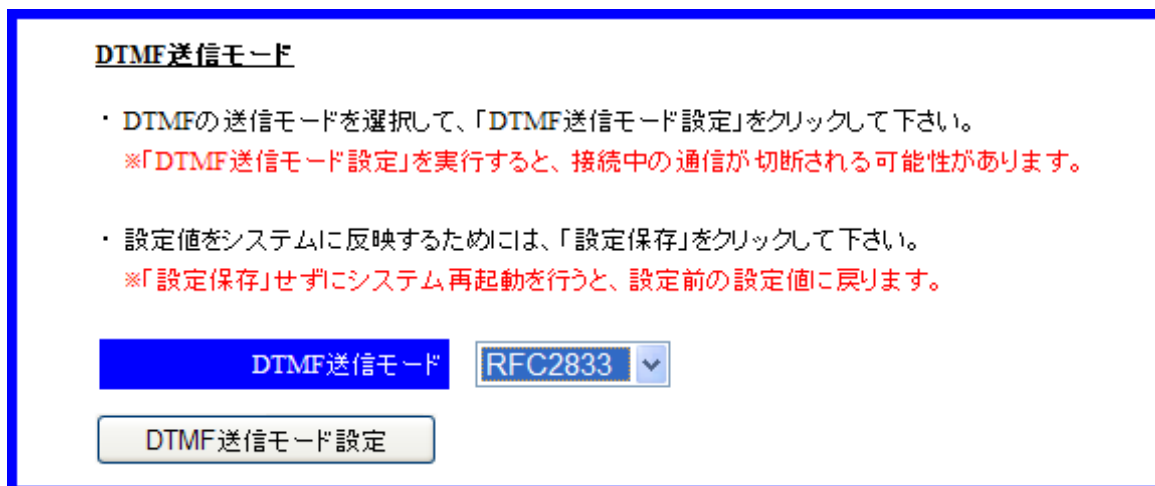 DTMF送信モード
・ DTMFの送信モードを選択して、「DTMF送信モード設定」をクリックして下さい。
※「DTMF送信モード設定」を実行すると、接続中の通信が切断される可能性があります。
・ 設定値をシステムに反映するためには、「設定保存」をクリックして下さい。
※「設定保存」せずにシステム再起動を行うと、設定前の設定値に戻ります。
DTMF送信モード RFC2833
DTMF送信モード設定